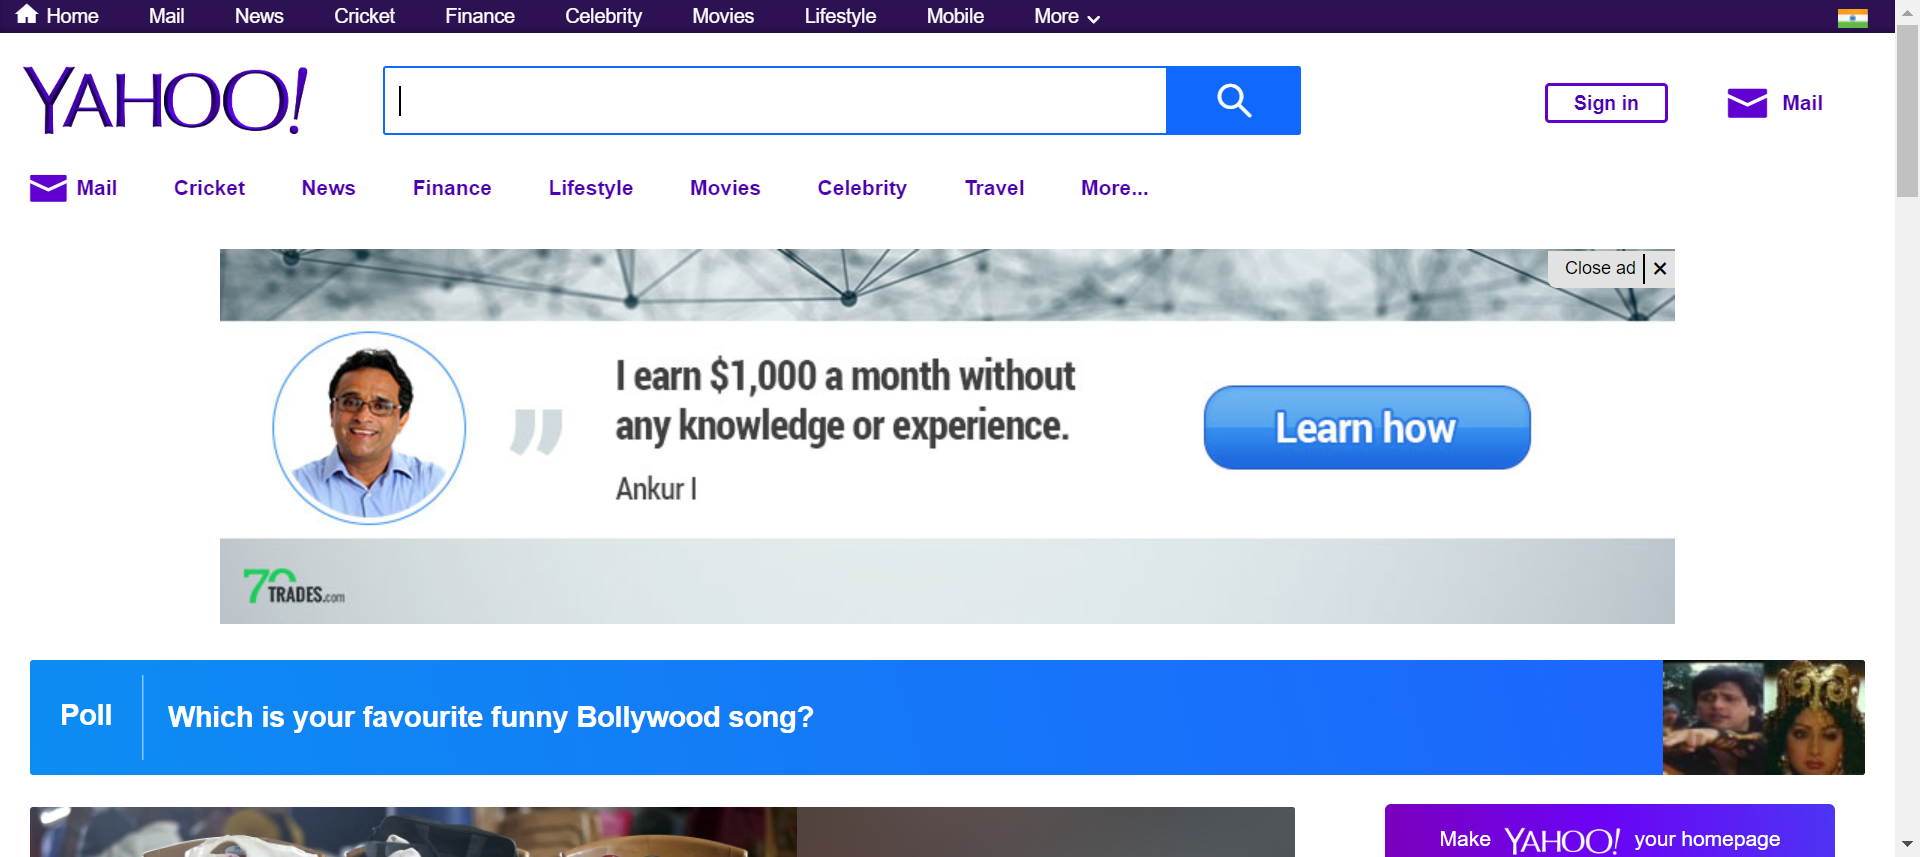 Home Mail News Cricket Finance Celebrity Movies Lifestyle Mobile More
YAHOO!
Sign in
Mail
Mail Cricket News Finance Lifestyle Movies Celebrity Travel More...
Close ad ×
I earn $1,000 a month without
any knowledge or experience.
Ankur I
Learn how
70TRADES.com
Poll
Which is your favourite funny Bollywood song?
Make YAHOO! your homepage